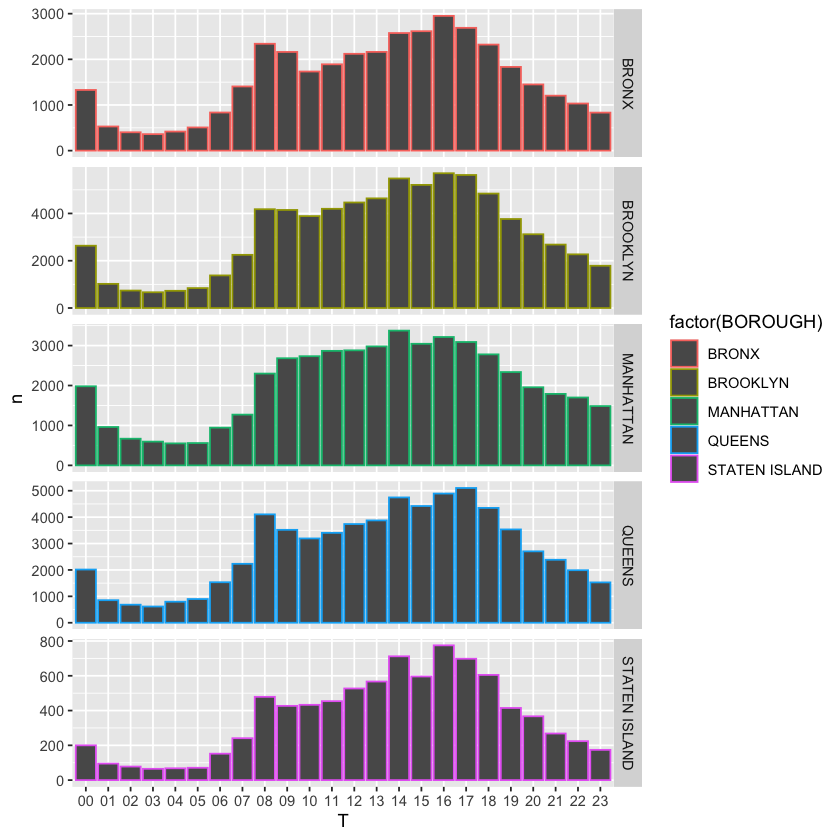 3000
2000
1000
0
BRONX
4000
2000
0
BROOKLYN
3000
2000
1000
0
MANHATTAN
5000
4000
3000
2000
1000
0
QUEENS
800
600
400
200
0
STATEN ISLAND
n
00 01 02 03 04 05 06 07 08 09 10 11 12 13 14 15 16 17 18 19 20 21 22 23
T
factor(BOROUGH)
BRONX
BROOKLYN
MANHATTAN
QUEENS
STATEN ISLAND